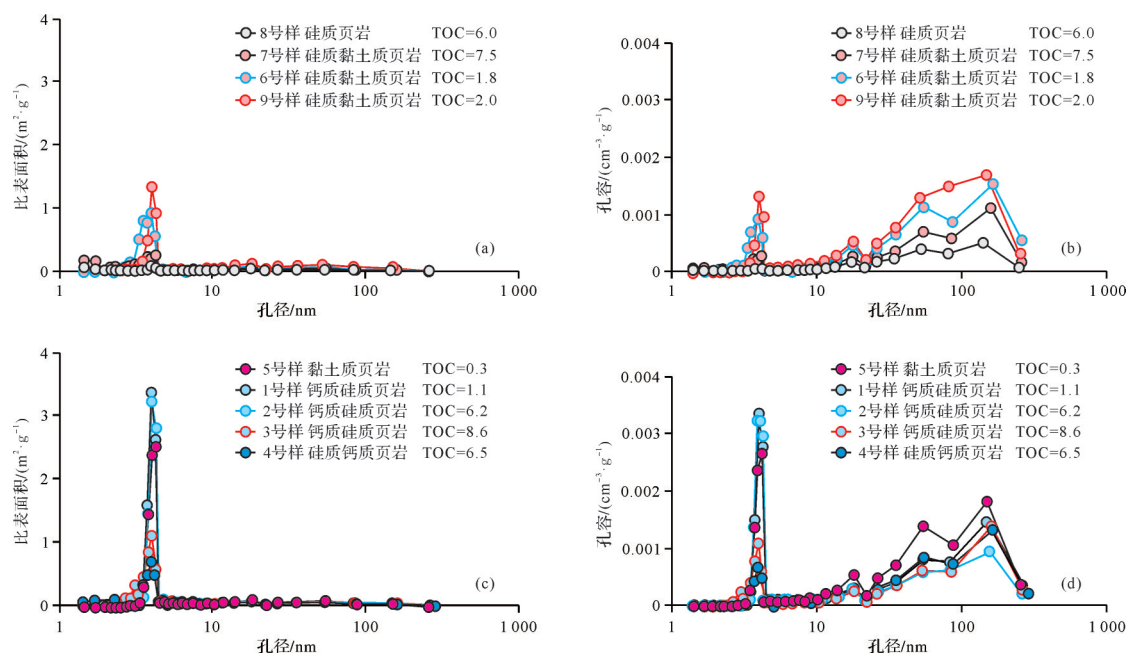 4
3
2
1
0
比表面积/(m²·g⁻¹)
8号样 硅质页岩 TOC=6.0
7号样 硅质黏土质页岩 TOC=7.5
6号样 硅质黏土质页岩 TOC=1.8
9号样 硅质黏土质页岩 TOC=2.0
(a)
1 10 100 1 000
孔径/nm
0.004
0.003
0.002
0.001
0
孔容/(cm⁻³·g⁻¹)
8号样 硅质页岩 TOC=6.0
7号样 硅质黏土质页岩 TOC=7.5
6号样 硅质黏土质页岩 TOC=1.8
9号样 硅质黏土质页岩 TOC=2.0
(b)
1 10 100 1000
孔径/nm
4
3
2
1
0
比表面积/(m²·g⁻¹)
5号样 黏土质页岩 TOC=0.3
1号样 钙质硅质页岩 TOC=1.1
2号样 钙质硅质页岩 TOC=6.2
3号样 钙质硅质页岩 TOC=8.6
4号样 硅质钙质页岩 TOC=6.5
(c)
1 10 100 1 000
孔径/nm
0.004
0.003
0.002
0.001
0
孔容/(cm⁻³·g⁻¹)
5号样 黏土质页岩 TOC=0.3
1号样 钙质硅质页岩 TOC=1.1
2号样 钙质硅质页岩 TOC=6.2
3号样 钙质硅质页岩 TOC=8.6
4号样 硅质钙质页岩 TOC=6.5
(d)
1 10 100 1000
孔径/nm